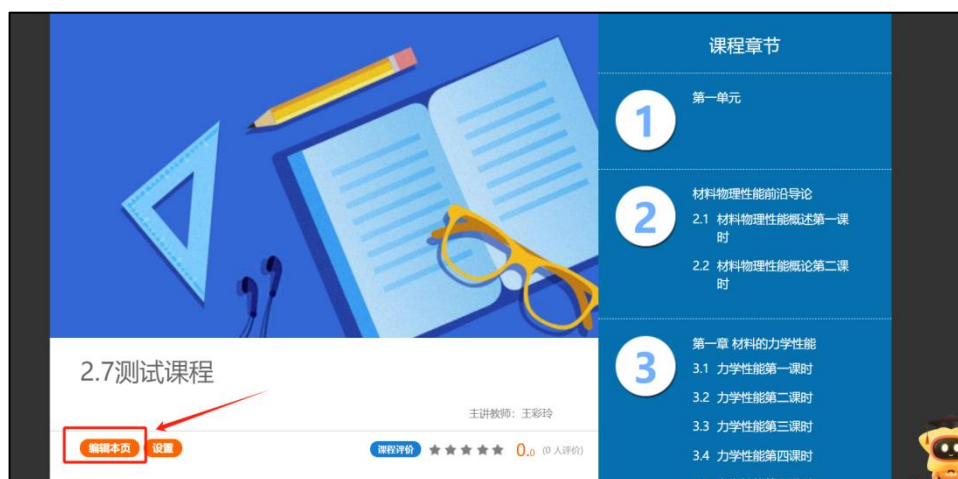 2.7测试课程
主讲教师：王彩玲
编辑本页 设置
课程评价 0.0 (0 人评价)
课程章节
1
第一单元
2
材料物理性能前沿导论
2.1 材料物理性能概述第一课
时
2.2 材料物理性能概论第二课
时
3
第一章 材料的力学性能
3.1 力学性能第一课时
3.2 力学性能第二课时
3.3 力学性能第三课时
3.4 力学性能第四课时